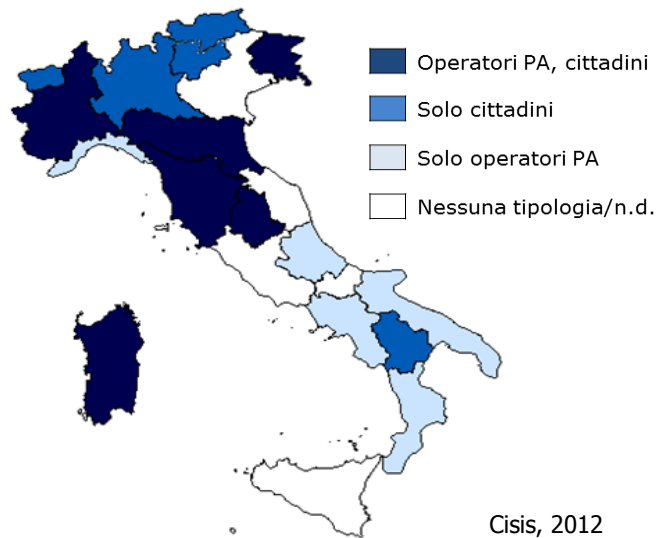 Operatori PA, cittadini
Solo cittadini
Solo operatori PA
Nessuna tipologia/n.d.
Cisis, 2012